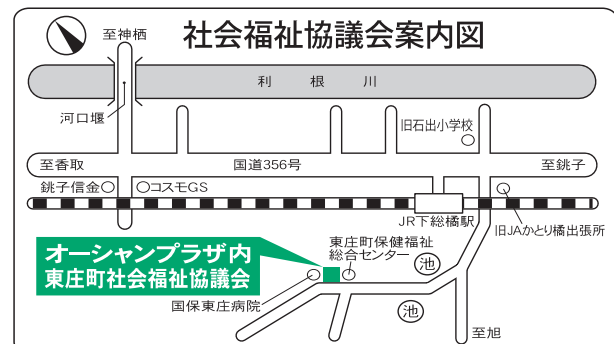 社会福祉協議会案内図
至神栖
利根川
河口堰
旧石出小学校
至香取
国道356号
至銚子
銚子信金
コスモGS
JR下総橘駅
旧JAかとり橘出張所
オーシャンプラザ内
東庄町社会福祉協議会
東庄町保健福祉
総合センター
池
国保東庄病院
池
至旭